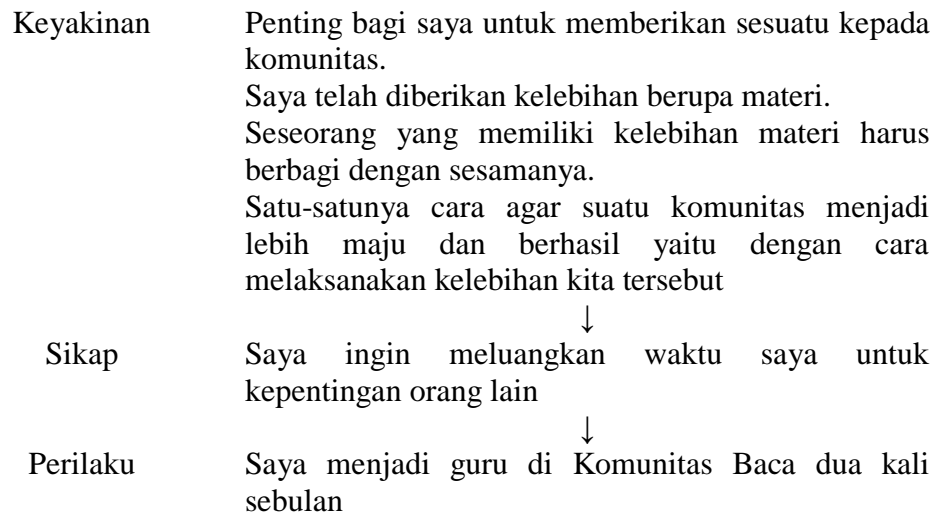 Keyakinan Penting bagi saya untuk memberikan sesuatu kepada
komunitas.
Saya telah diberikan kelebihan berupa materi.
Seseorang yang memiliki kelebihan materi harus
berbagi dengan sesamanya.
Satu-satunya cara agar suatu komunitas menjadi
lebih maju dan berhasil yaitu dengan cara
melaksanakan kelebihan kita tersebut
↓
Sikap Saya ingin meluangkan waktu saya untuk
kepentingan orang lain
↓
Perilaku Saya menjadi guru di Komunitas Baca dua kali
sebulan